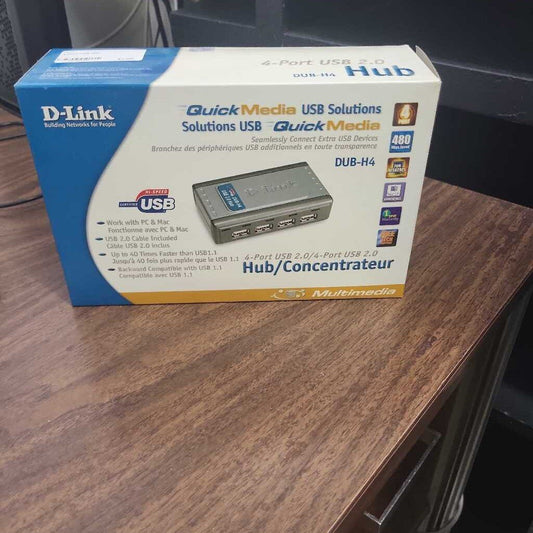 4-Port USB 2.0
DUB-H4 Hub
D-Link
Building Networks for People
QuickMedia USB Solutions
Solutions USB QuickMedia
Seamlessly Connect Extra USB Devices
Branchez des périphériques USB additionnels en toute transparence
DUB-H4
4
480
D-Link
HI-SPEED
CERTIFIED USB
• Work with PC & Mac
Fonctionne avec PC & Mac
• USB 2.0 Cable Included
Câble USB 2.0 inclus
• Up to 40 Times Faster than USB1.1
Jusqu'à 40 fois plus rapide que le USB 1.1
• Backward Compatible with USB 1.1
Compatible avec USB 1.1
4-Port USB 2.0/4-Port USB 2.0
Hub/Concentrateur
Multimedia